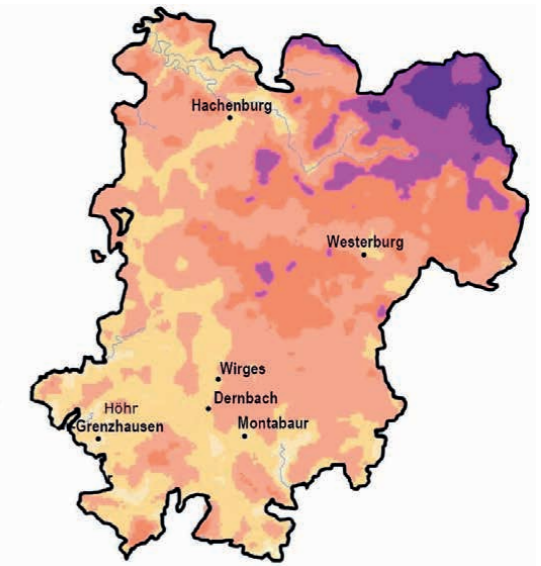 Hachenburg
Westerburg
Wirges
Dernbach
Höhr
Grenzhausen
Montabaur